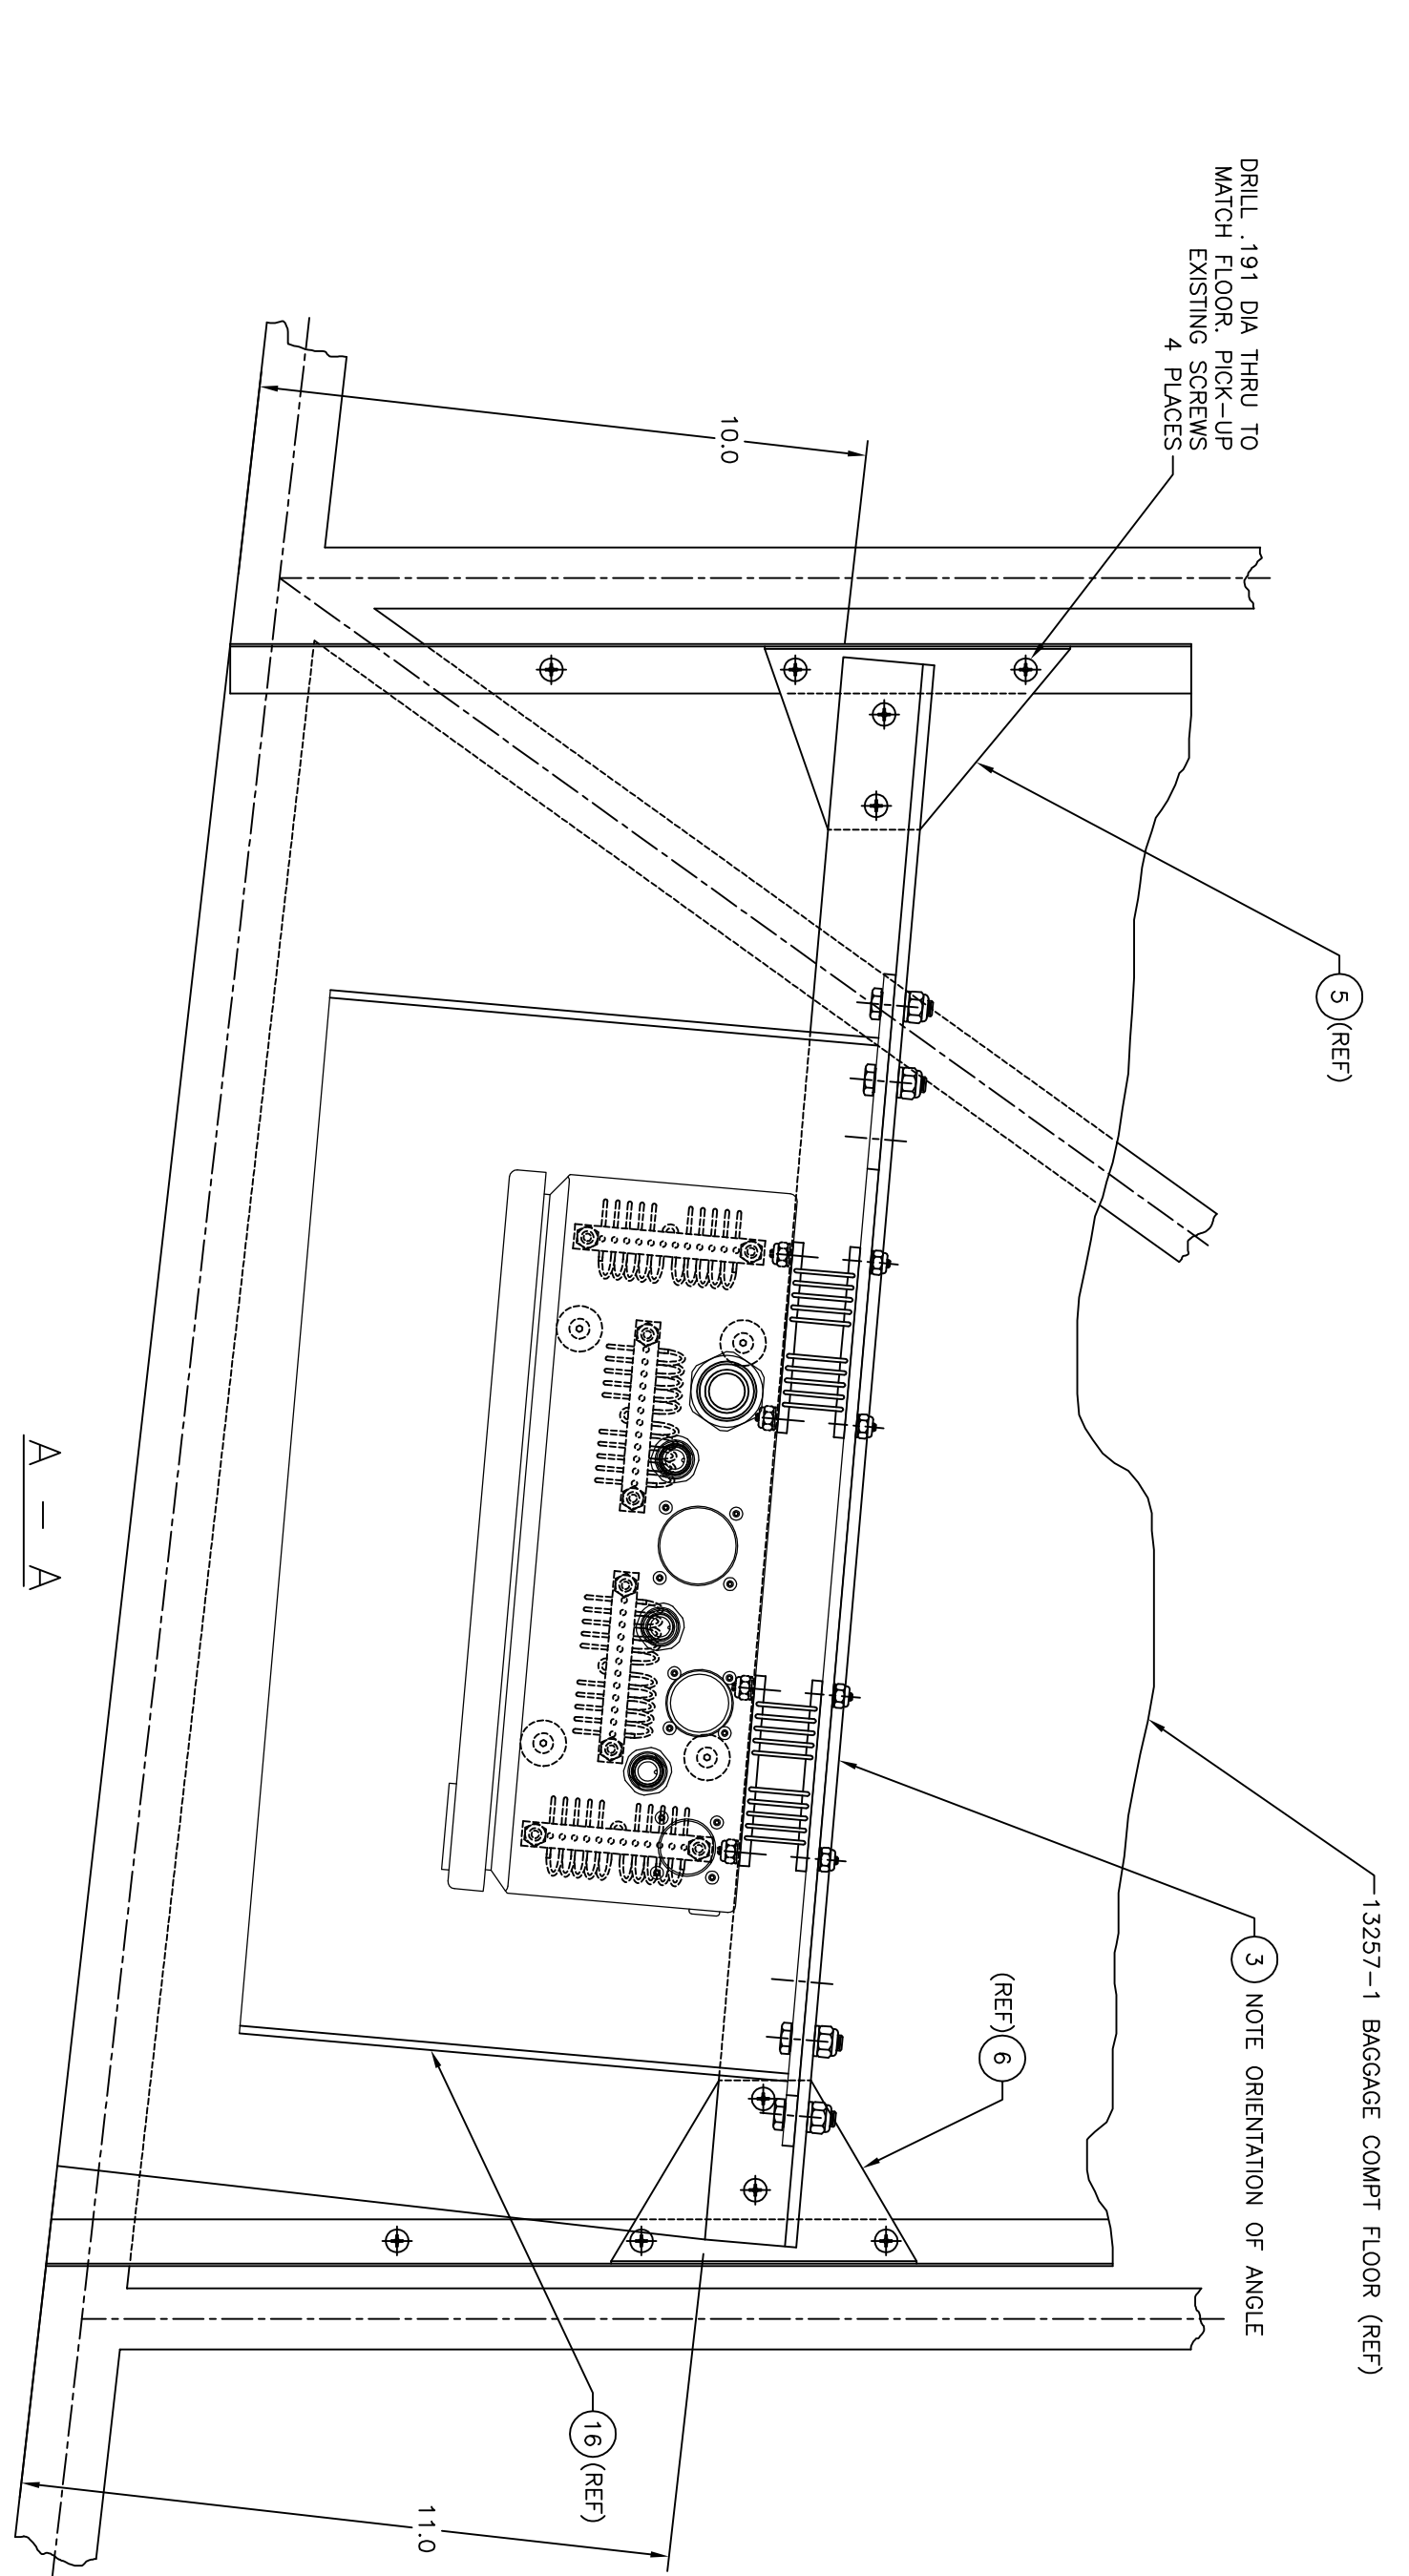 13257-1 BAGGAGE COMPT FLOOR (REF)
5 (REF)
3 NOTE ORIENTATION OF ANGLE
DRILL .191 DIA THRU TO
MATCH FLOOR. PICK-UP
EXISTING SCREWS
4 PLACES
(REF) 6
10.0
16 (REF)
11.0
A - A